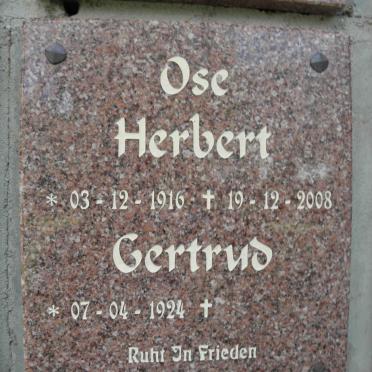 Ose
Herbert
* 03 - 12 - 1916 † 19 - 12 - 2008
Gertrud
* 07 - 04 - 1924 †
Ruht In Frieden